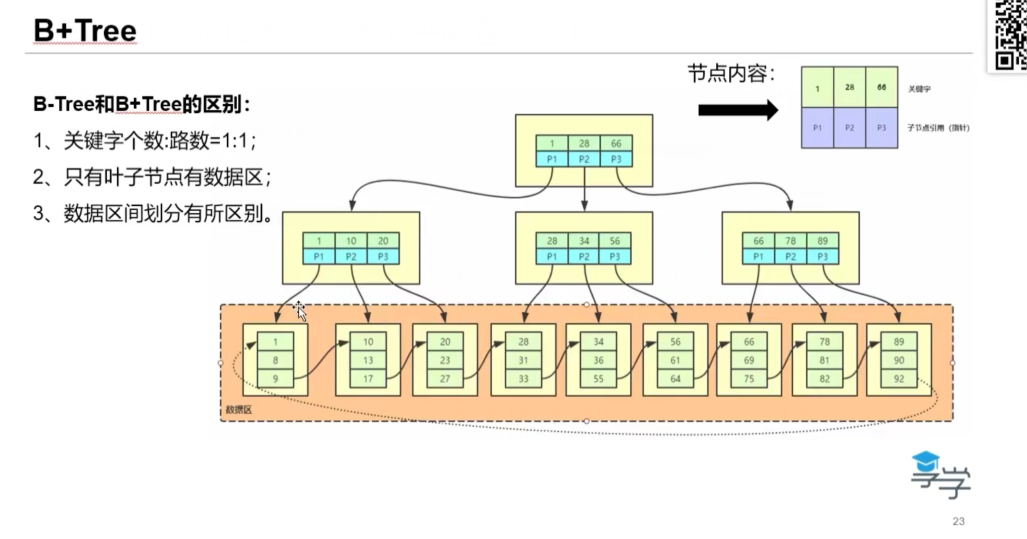 B+Tree
节点内容：
1 28 66 关键字
P1 P2 P3 子节点引用（指针）
B-Tree和B+Tree的区别：
1、关键字个数:路数=1:1；
2、只有叶子节点有数据区；
3、数据区间划分有所区别。
1 28 66
P1 P2 P3
1 10 20
P1 P2 P3
28 34 56
P1 P2 P3
66 78 89
P1 P2 P3
1 10 20 28 34 56 66 78 89
8 13 23 31 36 61 69 81 90
9 17 27 33 55 64 75 82 92
数据区
学
23